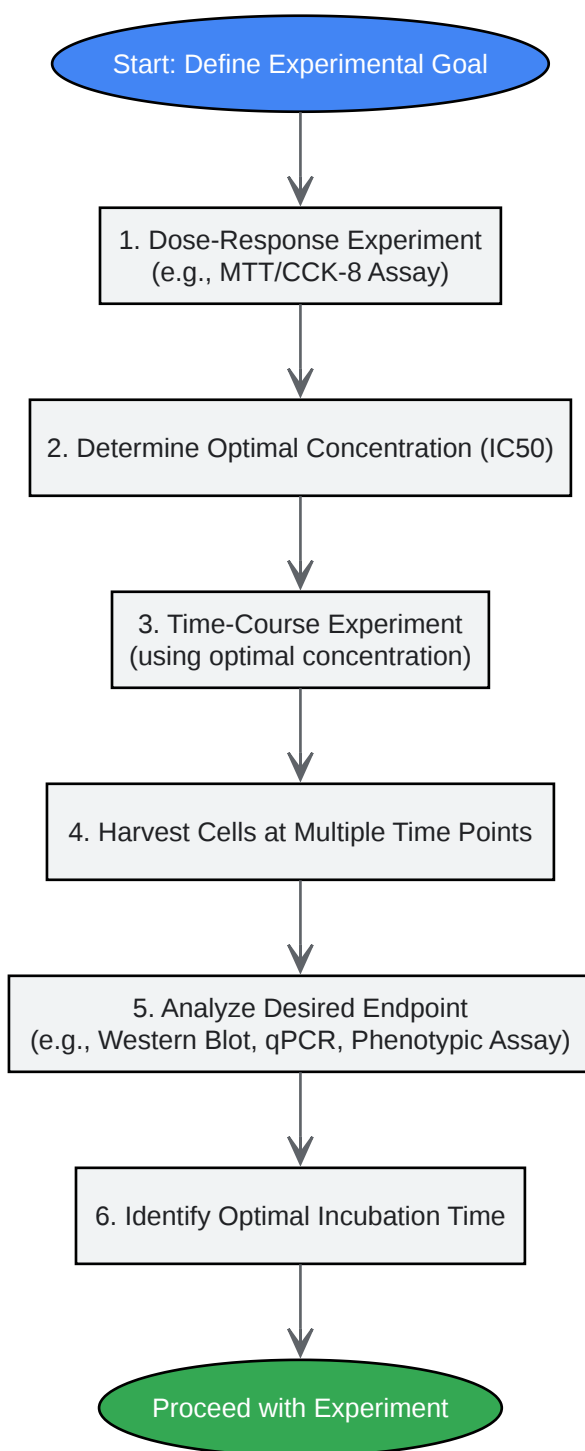 Start: Define Experimental Goal
1. Dose-Response Experiment
(e.g., MTT/CCK-8 Assay)
2. Determine Optimal Concentration (IC50)
3. Time-Course Experiment
(using optimal concentration)
4. Harvest Cells at Multiple Time Points
5. Analyze Desired Endpoint
(e.g., Western Blot, qPCR, Phenotypic Assay)
6. Identify Optimal Incubation Time
Proceed with Experiment